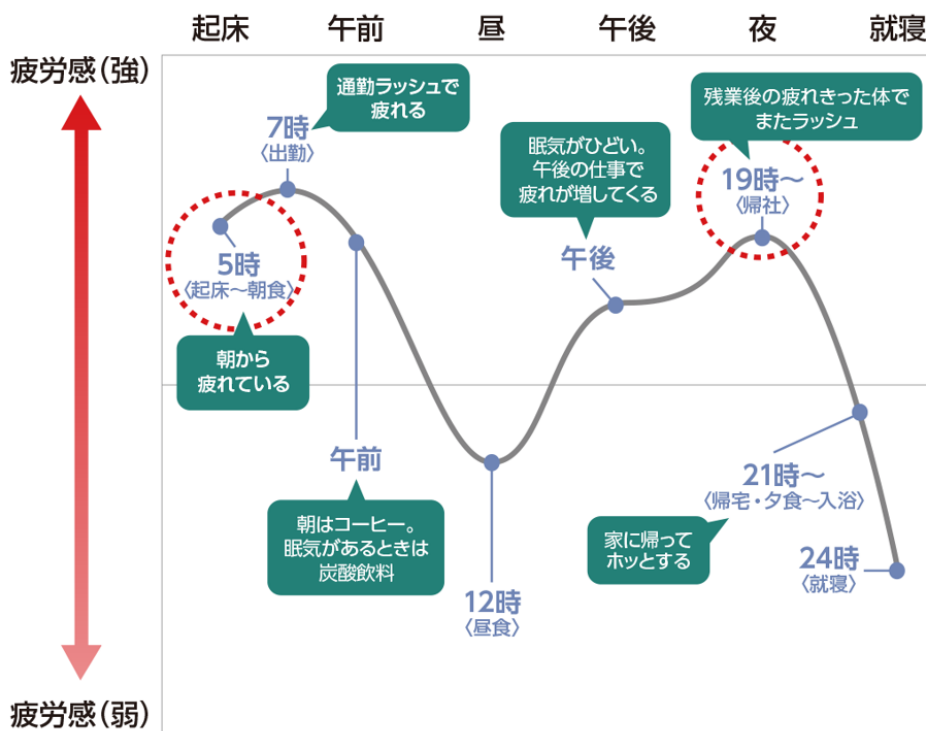 起床 午前 昼 午後 夜 就寝
疲労感(強)
通勤ラッシュで
疲れる
7時
〈出勤〉
5時
〈起床〜朝食〉
朝から
疲れている
午前
朝はコーヒー。
眠気があるときは
炭酸飲料
12時
〈昼食〉
眠気がひどい。
午後の仕事で
疲れが増してくる
午後
残業後の疲れきった体で
またラッシュ
19時〜
〈帰社〉
21時〜
〈帰宅・夕食〜入浴〉
家に帰って
ホッとする
24時
〈就寝〉
疲労感(弱)